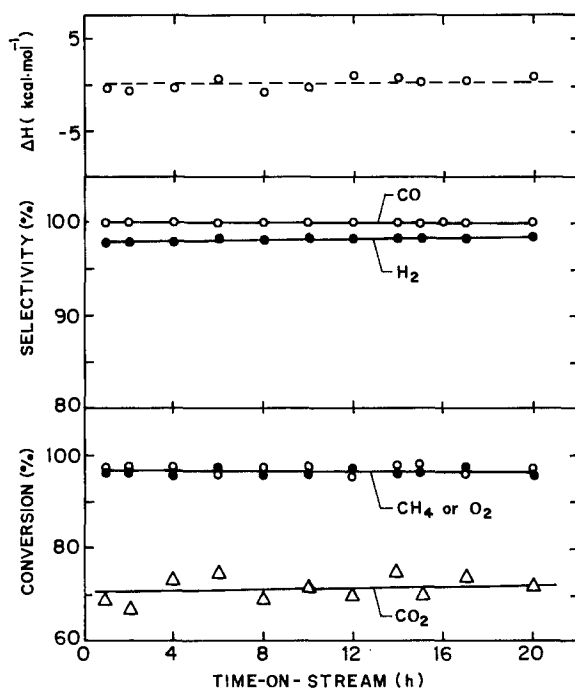 5
0
-5
ΔH ( kcal·mol⁻¹ )
CO
100
H₂
90
80
SELECTIVITY (%)
100
CH₄ or O₂
80
CO₂
60
CONVERSION (%)
0 4 8 12 16 20
TIME-ON-STREAM (h)